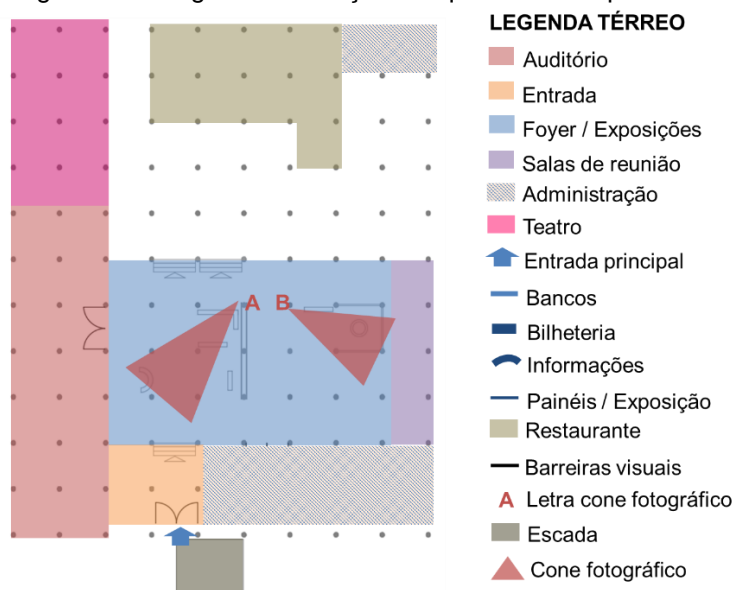 LEGENDA TÉRREO
Auditório
Entrada
Foyer / Exposições
Salas de reunião
Administração
Teatro
Entrada principal
Bancos
Bilheteria
Informações
Painéis / Exposição
Restaurante
Barreiras visuais
A Letra cone fotográfico
Escada
Cone fotográfico
A B